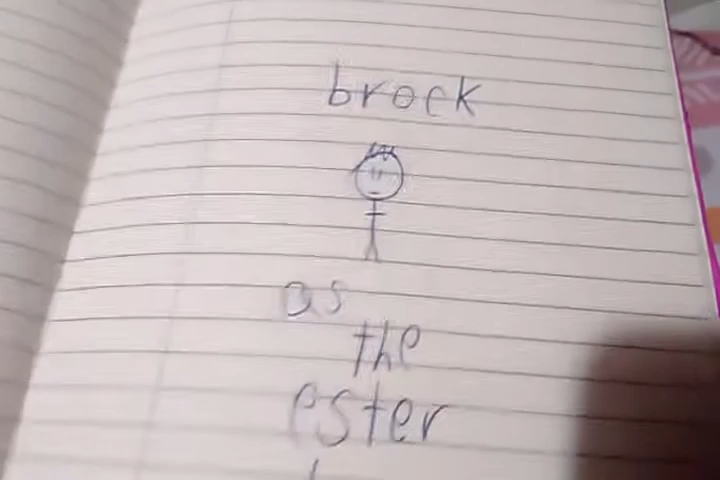 brock
as
the
ester